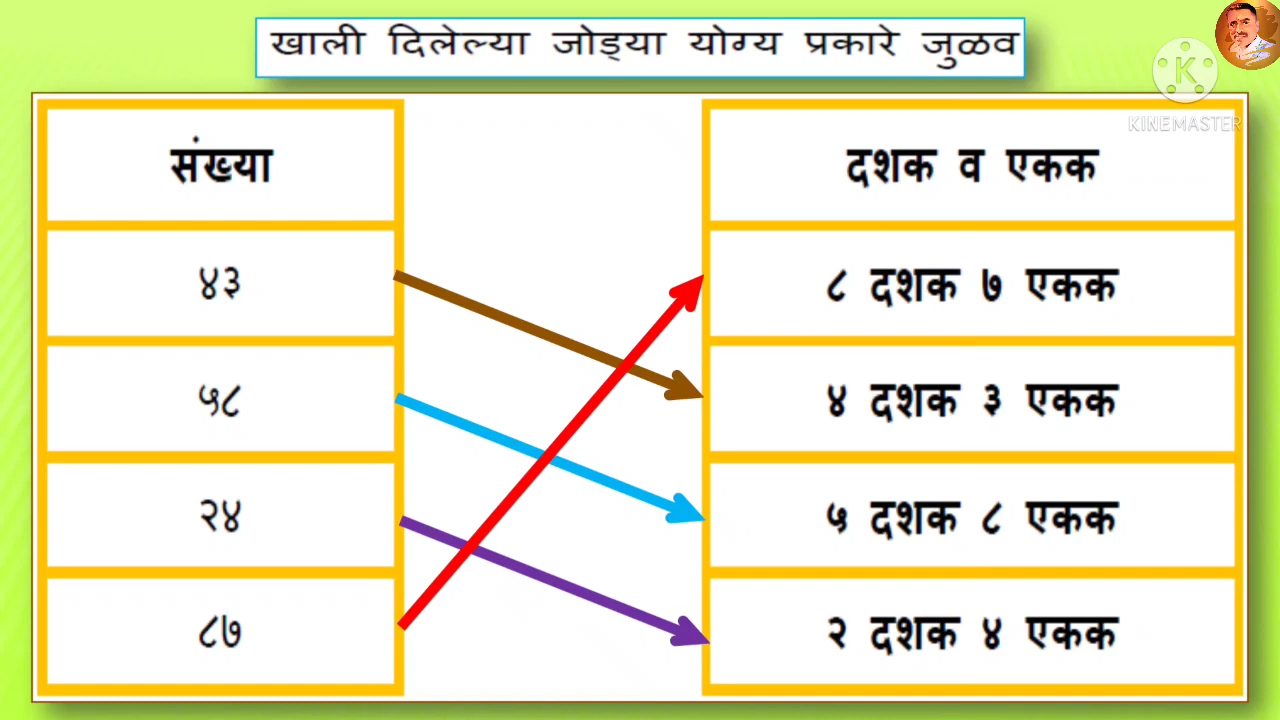 खाली दिलेल्या जोड्या योग्य प्रकारे जुळव
K
KINEMASTER
संख्या
दशक व एकक
४३
८ दशक ७ एकक
५८
४ दशक ३ एकक
२४
५ दशक ८ एकक
८७
२ दशक ४ एकक